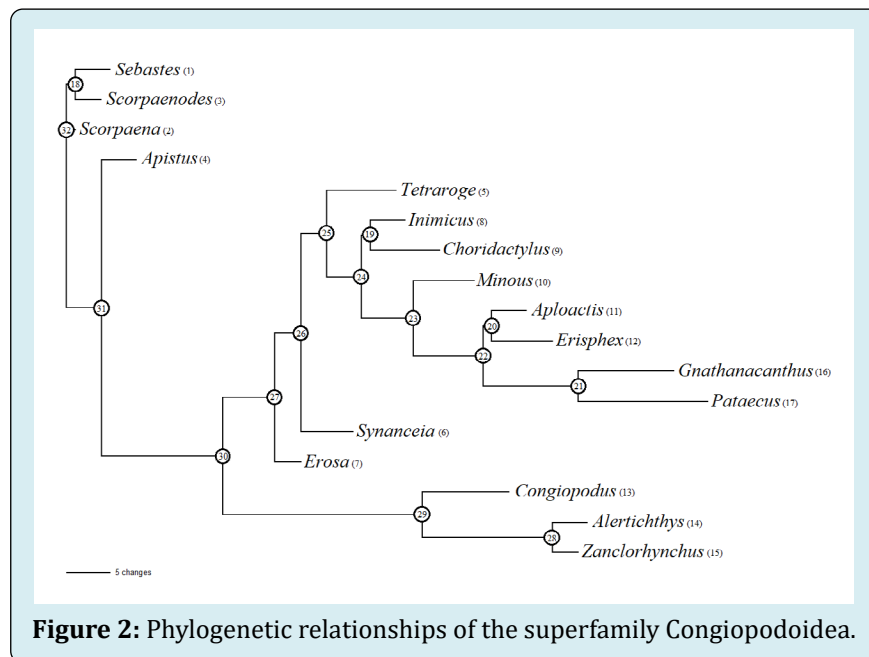 Sebastes (1)
18
Scorpaenodes (3)
32 Scorpaena (2)
Apistus (4)
Tetraroge (5)
Inimicus (8)
25 19
Choridactylus (9)
24
Minous (10)
31
Aploactis (11)
23 20
26
Erisphex (12)
22
Gnathanacanthus (16)
21
27
Pataecus (17)
Synanceia (6)
30
Erosa (7)
Congiopodus (13)
29
Alertichthys (14)
28
Zanclorhynchus (15)
5 changes
Figure 2: Phylogenetic relationships of the superfamily Congiopodoidea.